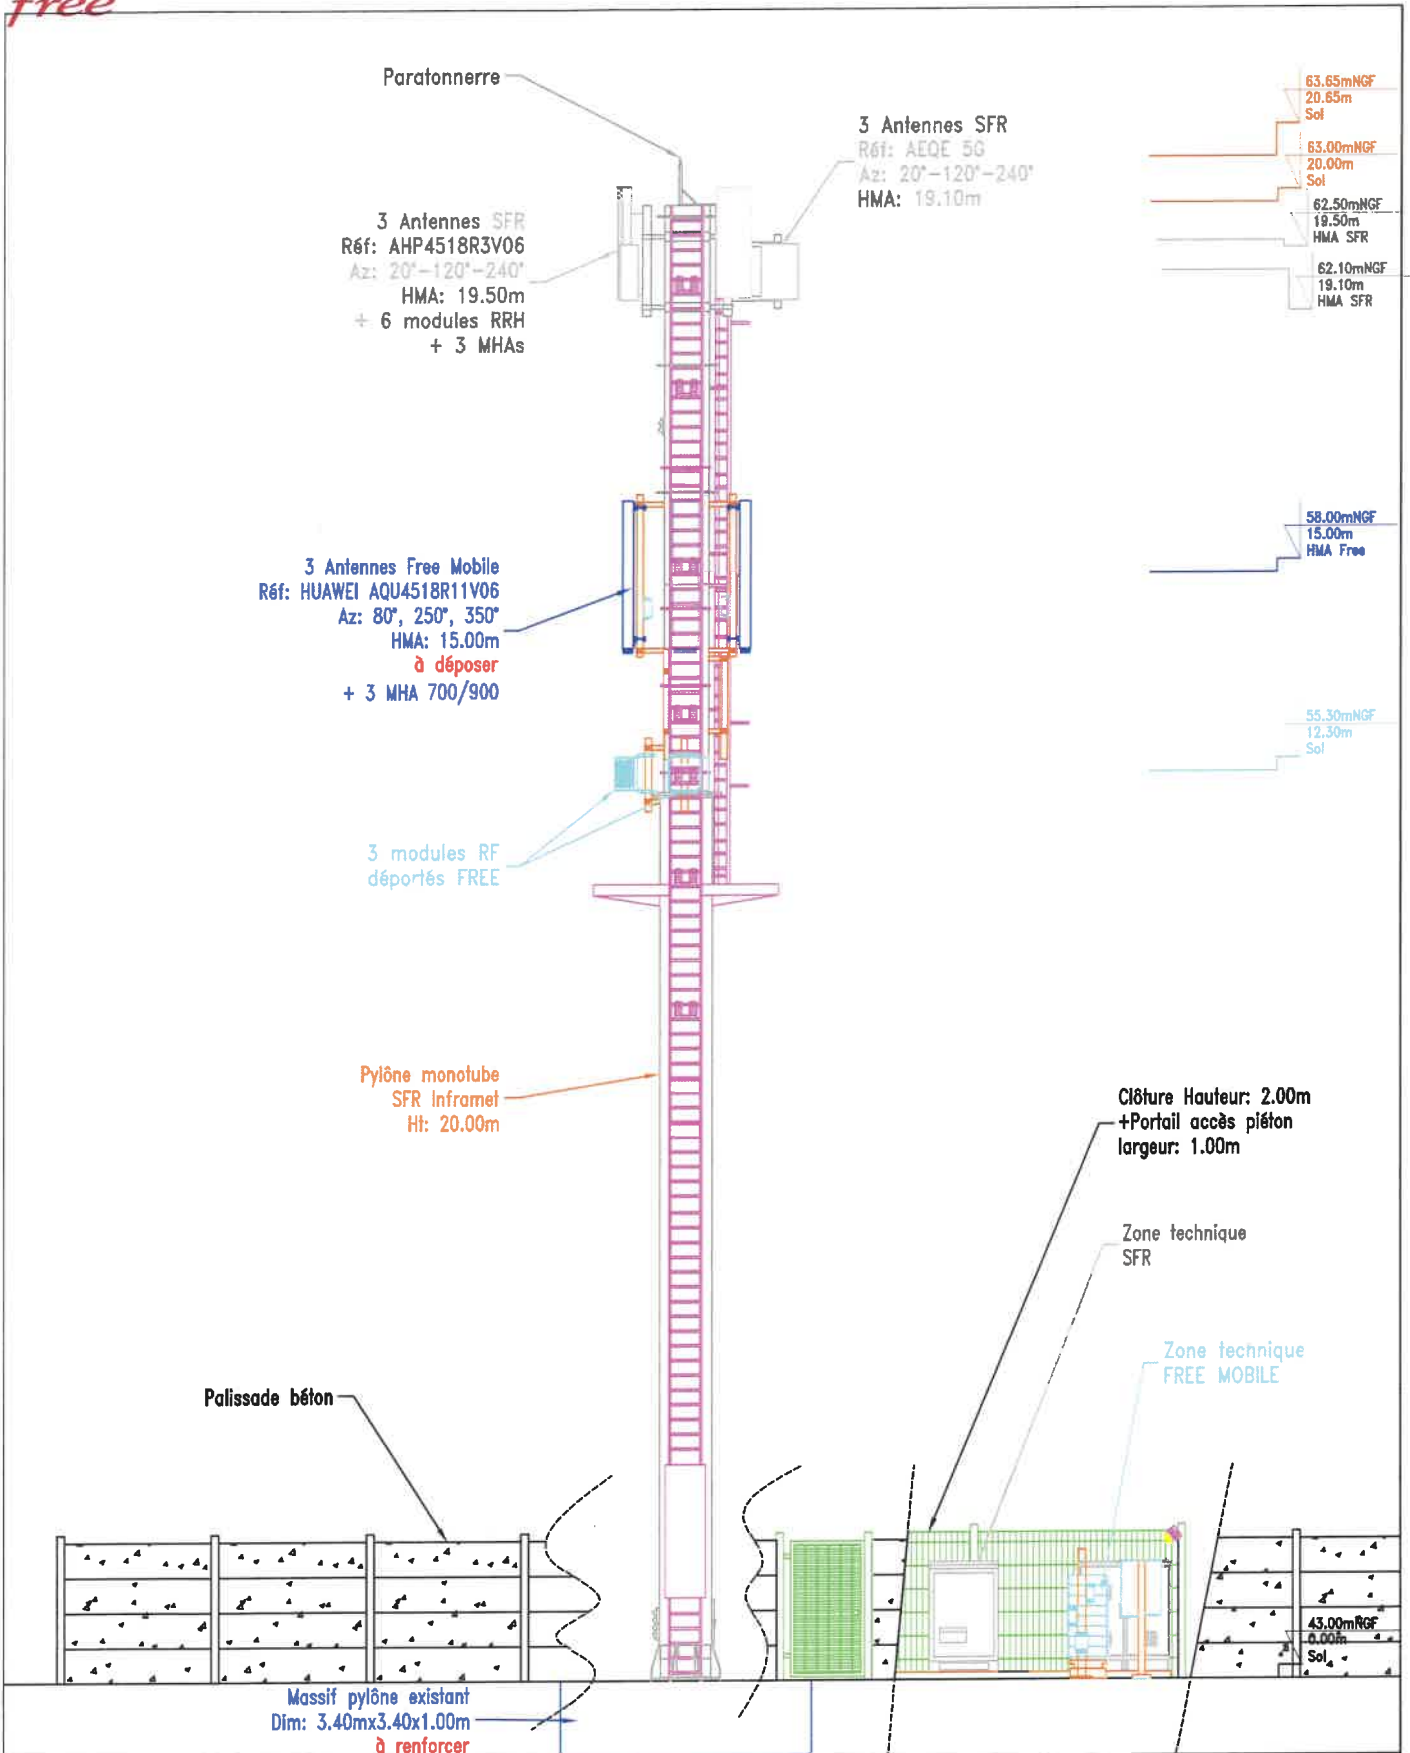 free
Paratonnerre
3 Antennes SFR
Réf: AEQE 5G
Az: 20°-120°-240°
HMA: 19.10m
3 Antennes SFR
Réf: AHP4518R3V06
Az: 20°-120°-240°
HMA: 19.50m
+ 6 modules RRH
+ 3 MHAs
63.65mNGF
20.65m
Sol
63.00mNGF
20.00m
Sol
62.50mNGF
19.50m
HMA SFR
62.10mNGF
19.10m
HMA SFR
3 Antennes Free Mobile
Réf: HUAWEI AQU4518R11V06
Az: 80°, 250°, 350°
HMA: 15.00m
à déposer
+ 3 MHA 700/900
58.00mNGF
15.00m
HMA Free
55.30mNGF
12.30m
Sol
3 modules RF
déportés FREE
Pylône monotube
SFR Inframet
Ht: 20.00m
Clôture Hauteur: 2.00m
+Portail accès piéton
largeur: 1.00m
Zone technique
SFR
Zone technique
FREE MOBILE
Palissade béton
43.00mNGF
0.00m
Sol
Massif pylône existant
Dim: 3.40mx3.40x1.00m
à renforcer